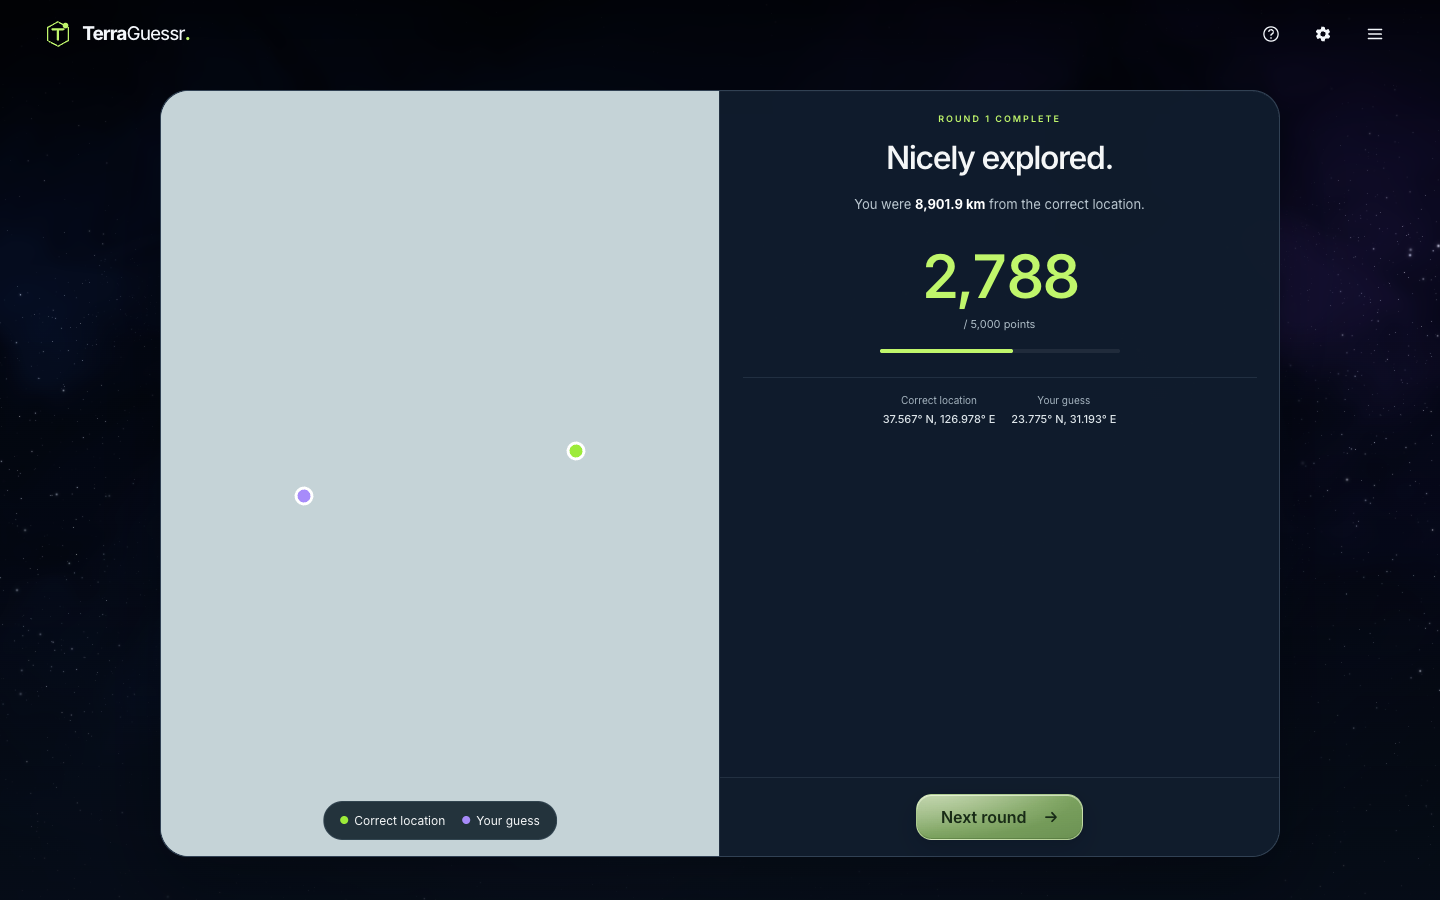 TerraGuessr.
ROUND 1 COMPLETE
Nicely explored.
You were 8,901.9 km from the correct location.
2,788
/ 5,000 points
Correct location Your guess
37.567° N, 126.978° E 23.775° N, 31.193° E
Correct location Your guess
Next round →